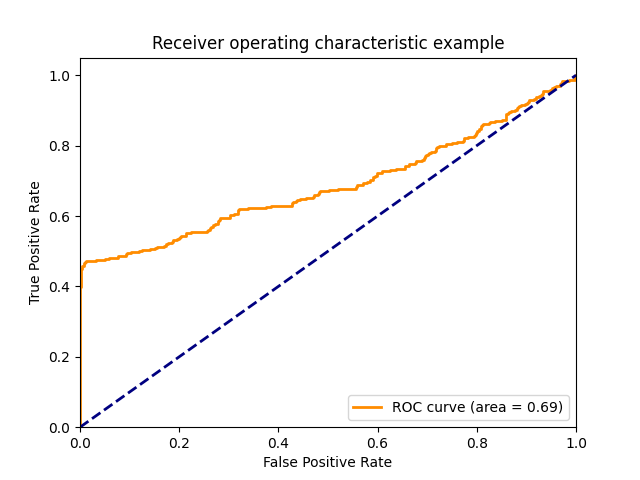 Receiver operating characteristic example
True Positive Rate
1.0
0.8
0.6
0.4
0.2
0.0
0.0 0.2 0.4 0.6 0.8 1.0
False Positive Rate
ROC curve (area = 0.69)